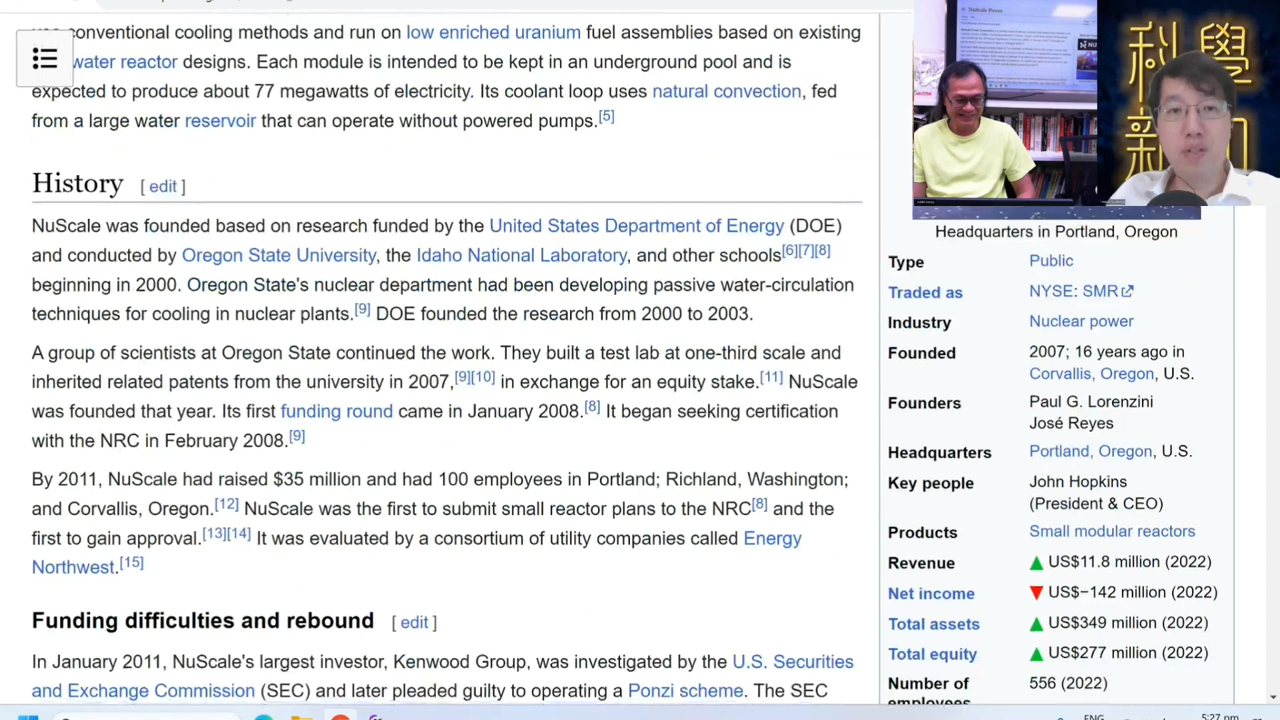 use conventional cooling methods and run on low enriched uranium fuel assemblies based on existing
water reactor designs. Each module is intended to be kept in an underground pool and is
expected to produce about 77 megawatts of electricity. Its coolant loop uses natural convection, fed
from a large water reservoir that can operate without powered pumps.[5]
History [ edit ]
NuScale was founded based on research funded by the United States Department of Energy (DOE)
and conducted by Oregon State University, the Idaho National Laboratory, and other schools[6][7][8]
beginning in 2000. Oregon State's nuclear department had been developing passive water-circulation
techniques for cooling in nuclear plants.[9] DOE founded the research from 2000 to 2003.
A group of scientists at Oregon State continued the work. They built a test lab at one-third scale and
inherited related patents from the university in 2007,[9][10] in exchange for an equity stake.[11] NuScale
was founded that year. Its first funding round came in January 2008.[8] It began seeking certification
with the NRC in February 2008.[9]
By 2011, NuScale had raised $35 million and had 100 employees in Portland; Richland, Washington;
and Corvallis, Oregon.[12] NuScale was the first to submit small reactor plans to the NRC[8] and the
first to gain approval.[13][14] It was evaluated by a consortium of utility companies called Energy
Northwest.[15]
Funding difficulties and rebound [ edit ]
In January 2011, NuScale's largest investor, Kenwood Group, was investigated by the U.S. Securities
and Exchange Commission (SEC) and later pleaded guilty to operating a Ponzi scheme. The SEC
科學
新
Headquarters in Portland, Oregon
Type Public
Traded as NYSE: SMR
Industry Nuclear power
Founded 2007; 16 years ago in
Corvallis, Oregon, U.S.
Founders Paul G. Lorenzini
José Reyes
Headquarters Portland, Oregon, U.S.
Key people John Hopkins
(President & CEO)
Products Small modular reactors
Revenue US$11.8 million (2022)
Net income US$−142 million (2022)
Total assets US$349 million (2022)
Total equity US$277 million (2022)
Number of 556 (2022)
employees
ENG 5:27 pm